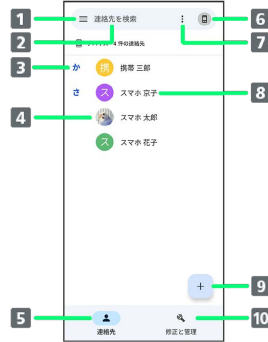 1
連絡先を検索
6
2
7
4 件の連絡先
3
か
携
携帯 三郎
さ
ス
スマホ 京子
8
4
スマホ 太郎
ス
スマホ 花子
+
9
5
連絡先
修正と管理
10